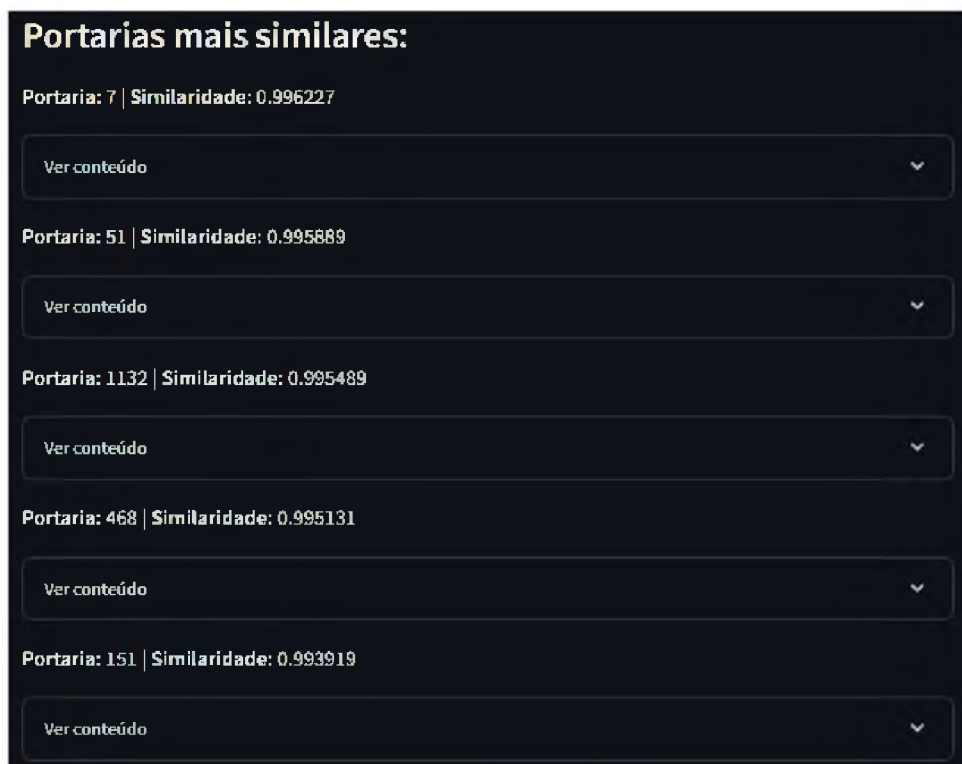 Portarias mais similares:
Portaria: 7 | Similaridade: 0.996227
Ver conteúdo
Portaria: 51 | Similaridade: 0.995889
Ver conteúdo
Portaria: 1132 | Similaridade: 0.995489
Ver conteúdo
Portaria: 468 | Similaridade: 0.995131
Ver conteúdo
Portaria: 151 | Similaridade: 0.993919
Ver conteúdo